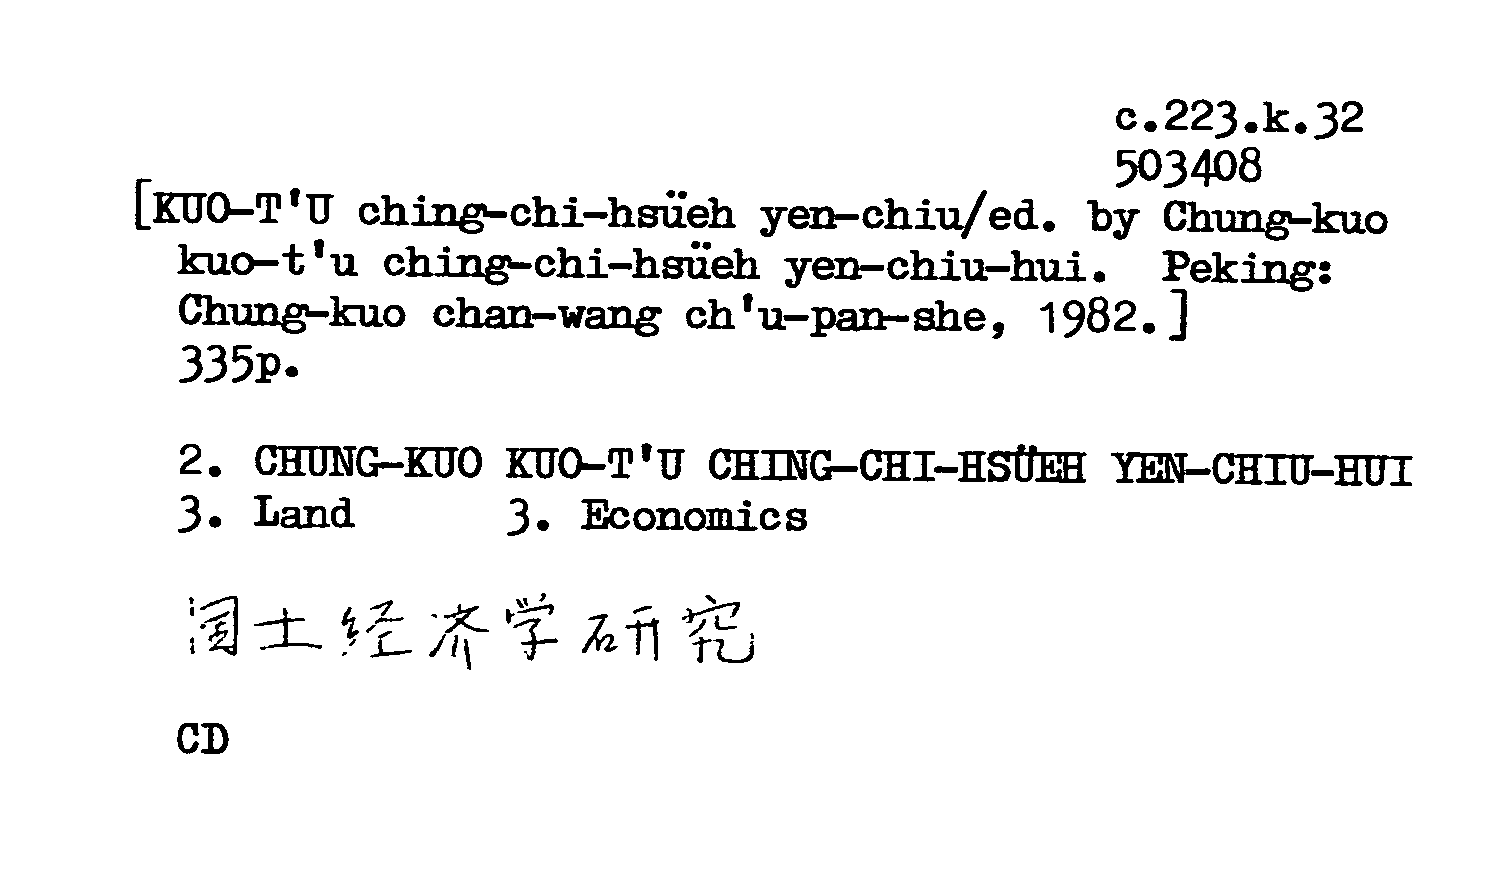 c.223.k.32
503408
[KUO-T'U ching-chi-hsüeh yen-chiu/ed. by Chung-kuo
kuo-t'u ching-chi-hsüeh yen-chiu-hui. Peking:
Chung-kuo chan-wang ch'u-pan-she, 1982.]
335p.
2. CHUNG-KUO KUO-T'U CHING-CHI-HSÜEH YEN-CHIU-HUI
3. Land 3. Economics
国土经济学研究
CD